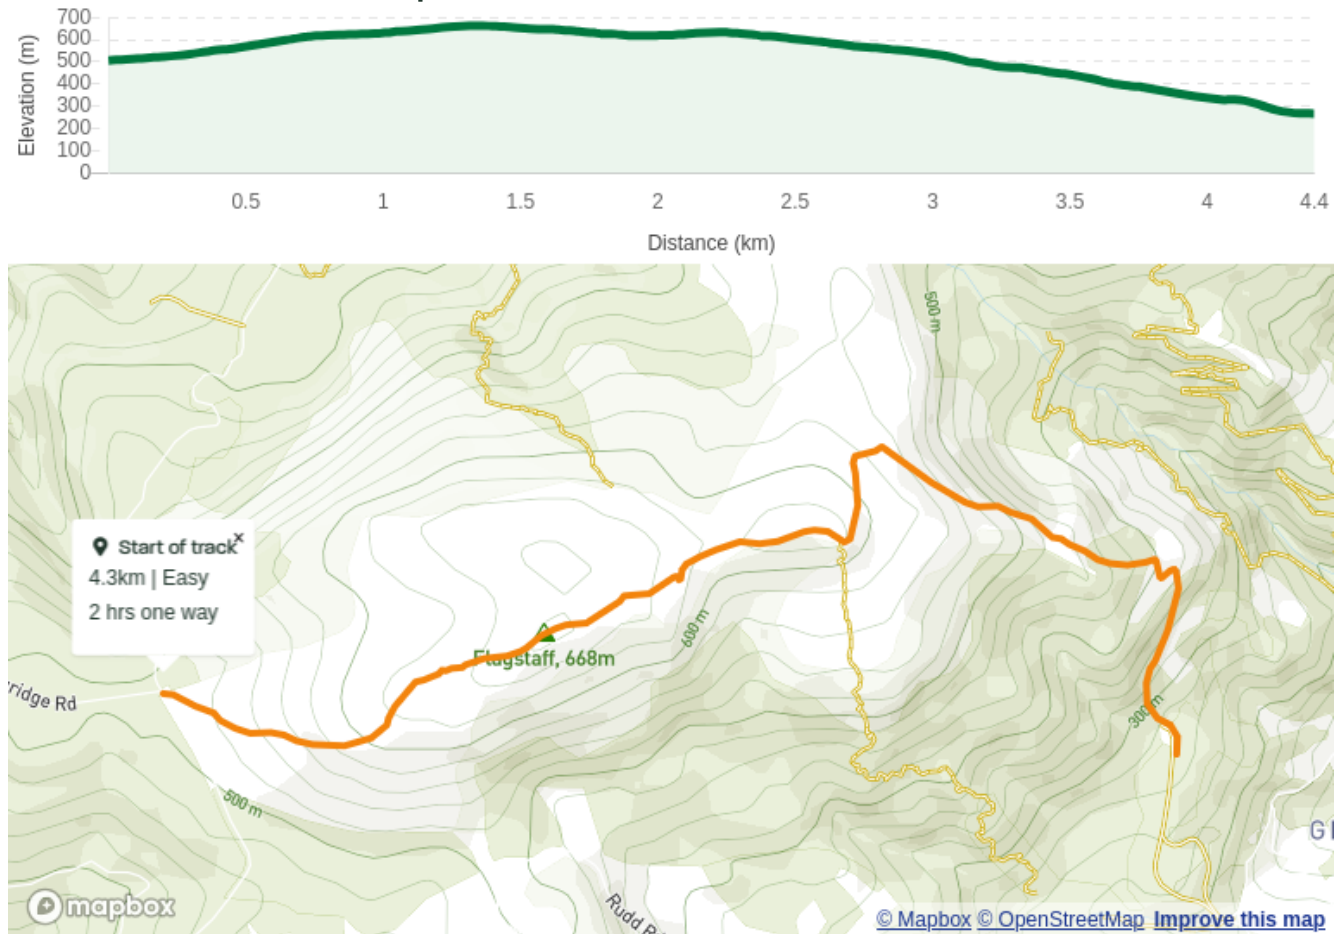 700
600
500
400
300
200
100
0
Elevation (m)
0.5 1 1.5 2 2.5 3 3.5 4 4.4
Distance (km)
500 m
Start of track ×
4.3km | Easy
2 hrs one way
ridge Rd
600 m
Flagstaff, 668m
300 m
500 m
Rudd
mapbox
© Mapbox © OpenStreetMap Improve this map